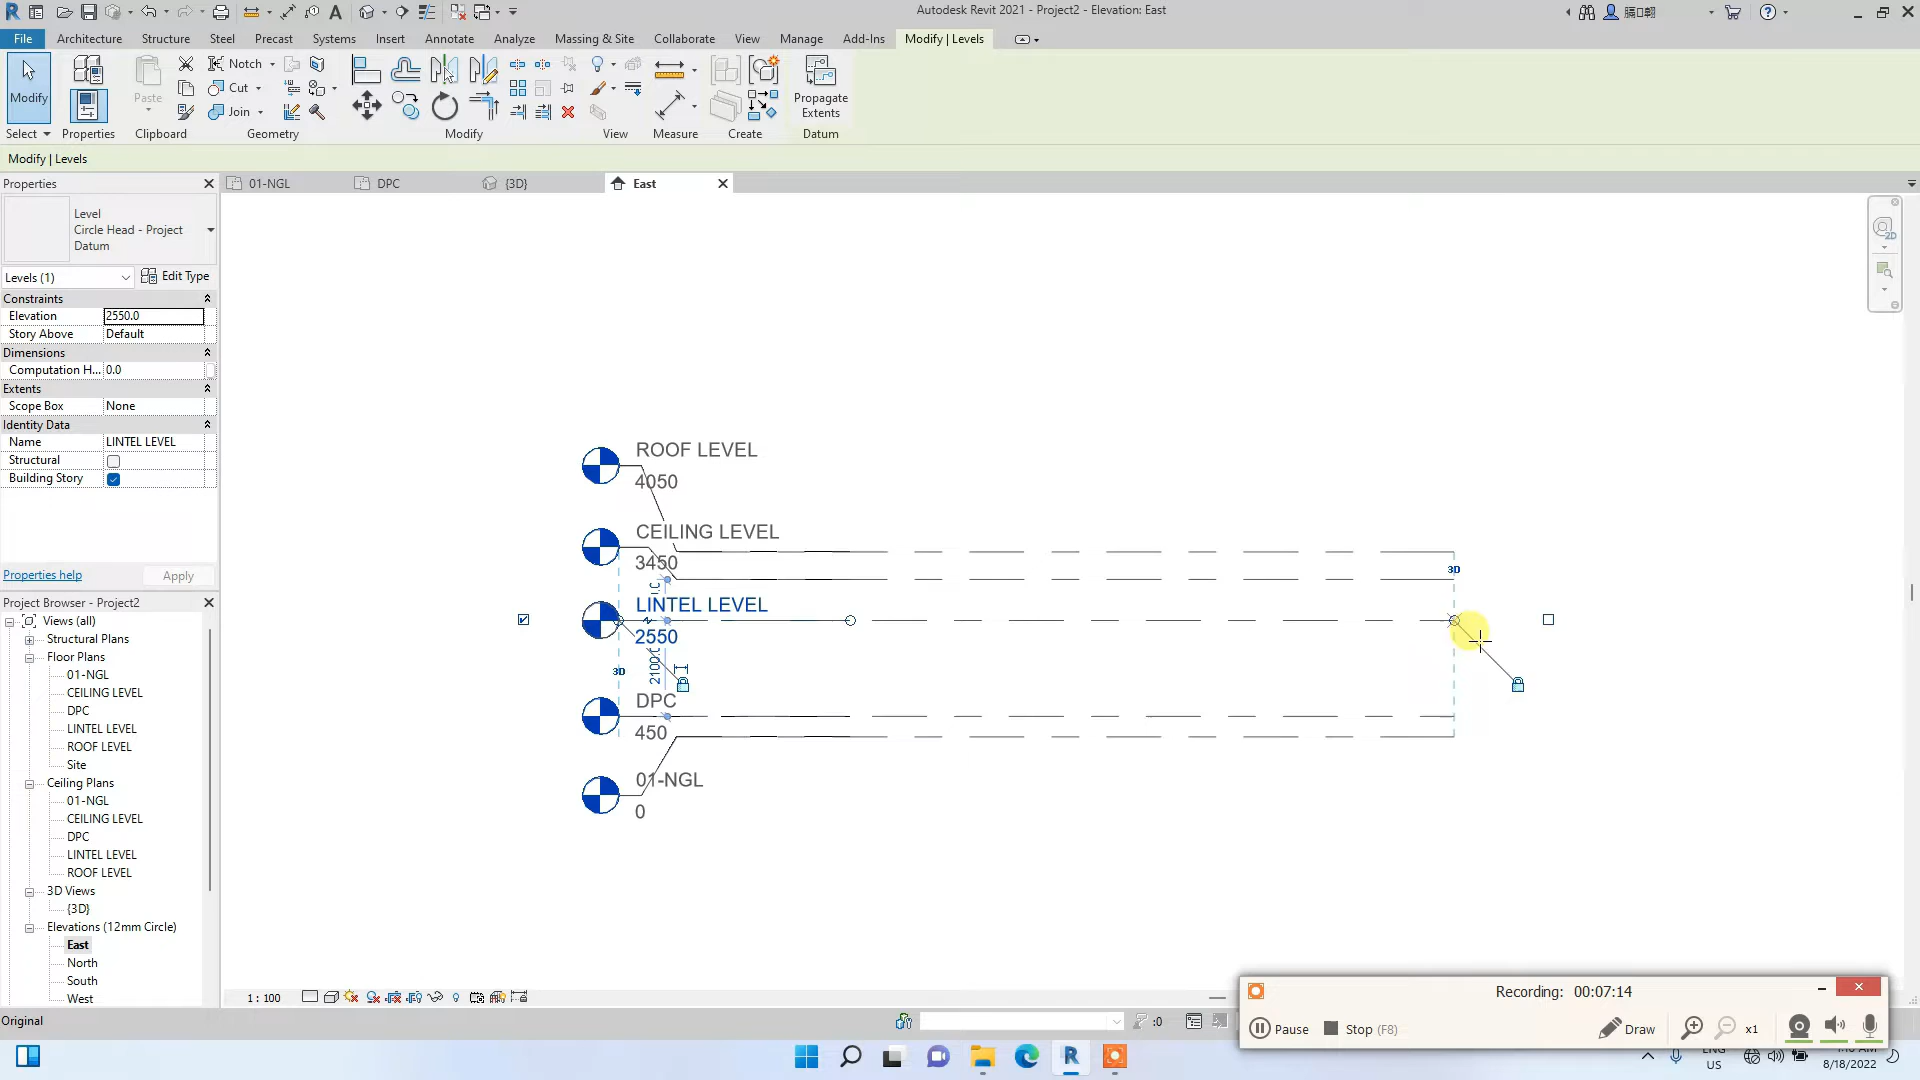 Autodesk Revit 2021 - Project2 - Elevation: East
File Architecture Structure Steel Precast Systems Insert Annotate Analyze Massing & Site Collaborate View Manage Add-Ins Modify | Levels
Modify Paste Notch Cut Join Propagate Extents
Select Properties Clipboard Geometry Modify View Measure Create Datum
Modify | Levels
Properties
01-NGL DPC {3D} East
Level
Circle Head - Project
Datum
Levels (1) Edit Type
Constraints
Elevation 2550.0
Story Above Default
Dimensions
Computation H... 0.0
Extents
Scope Box None
Identity Data
Name LINTEL LEVEL
Structural
Building Story
Properties help Apply
Project Browser - Project2
Views (all)
Structural Plans
Floor Plans
01-NGL
CEILING LEVEL
DPC
LINTEL LEVEL
ROOF LEVEL
Site
Ceiling Plans
01-NGL
CEILING LEVEL
DPC
LINTEL LEVEL
ROOF LEVEL
3D Views
{3D}
Elevations (12mm Circle)
East
North
South
West
ROOF LEVEL
4050
CEILING LEVEL
3450
LINTEL LEVEL
2550
2100.
DPC
450
01-NGL
0
3D
3D
2D
1 : 100
Original
:0
Recording: 00:07:14
Pause Stop (F8) Draw x1
ENG
US
8/18/2022